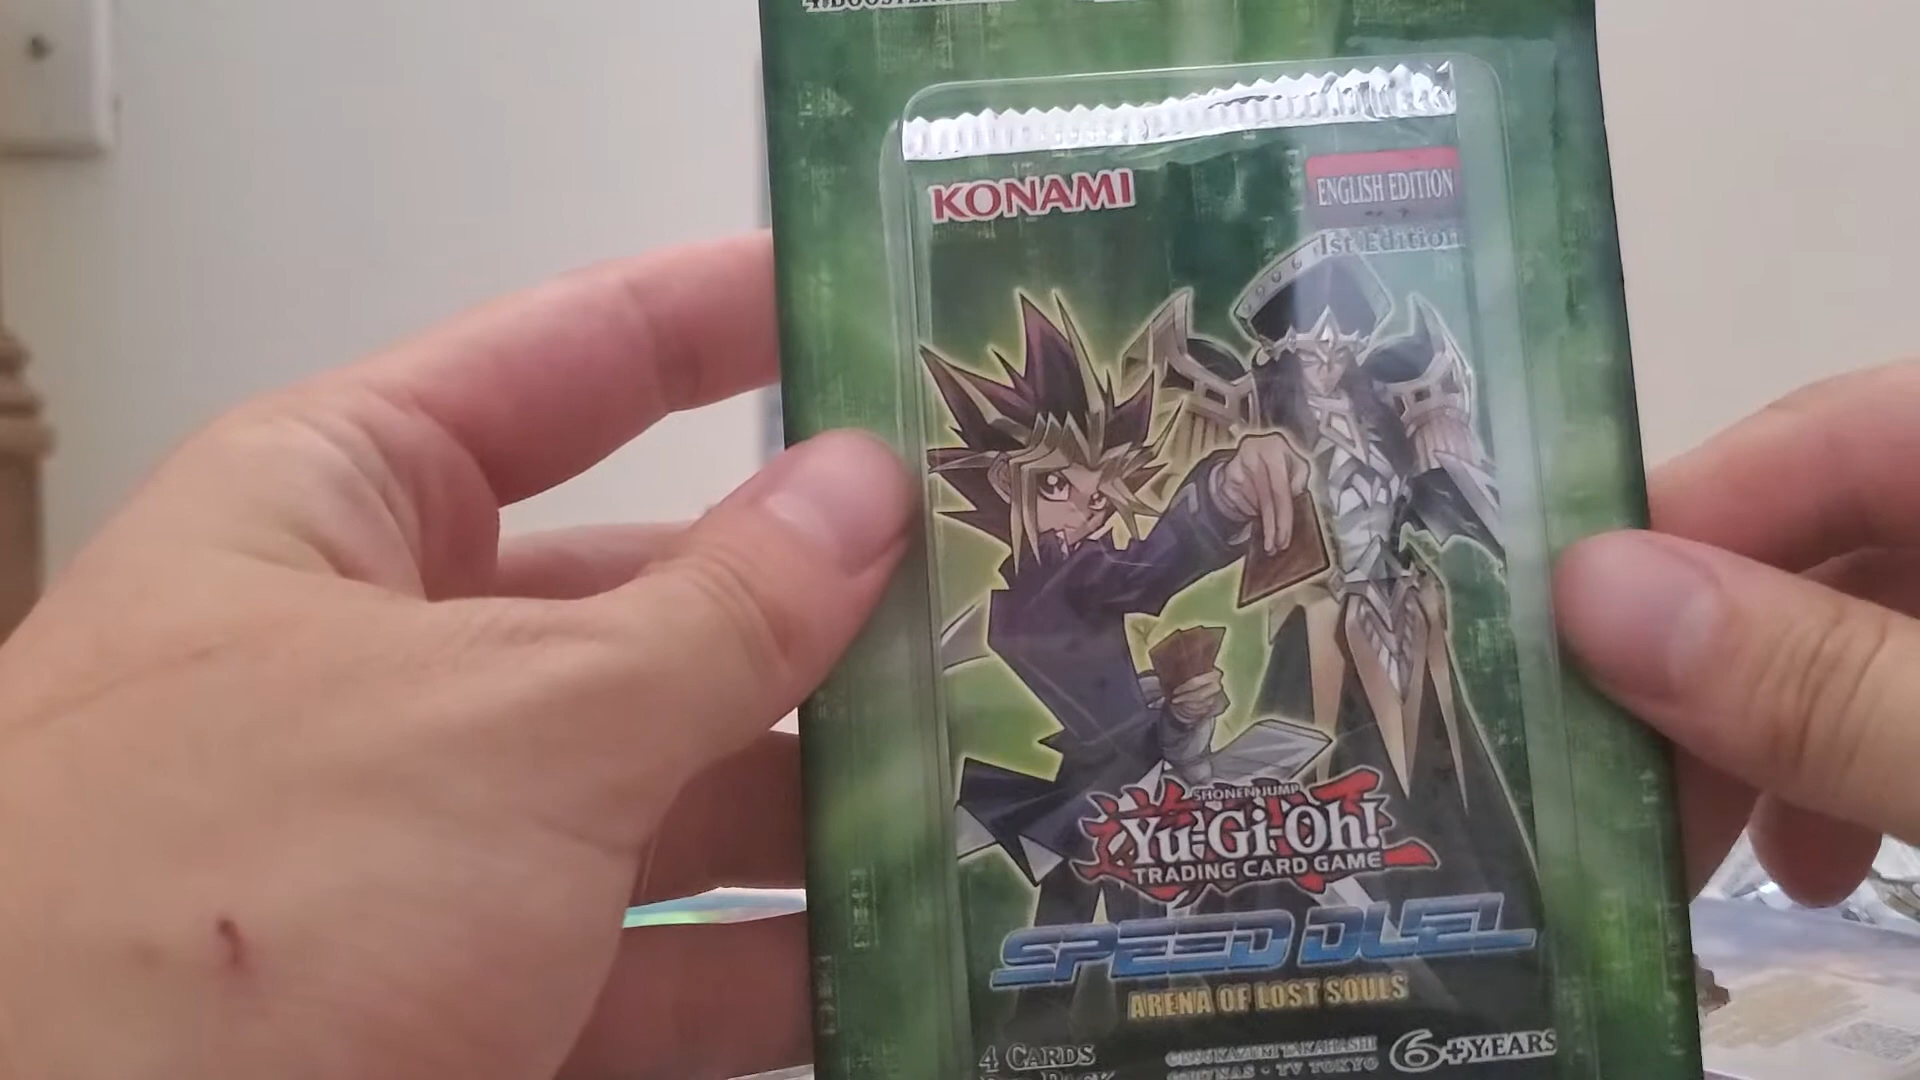 KONAMI
ENGLISH EDITION
1st Edition
SHONEN JUMP
Yu-Gi-Oh!
TRADING CARD GAME
SPEED DUEL
ARENA OF LOST SOULS
4 CARDS
6+YEARS
©1996 KAZUKI TAKAHASHI
TV TOKYO